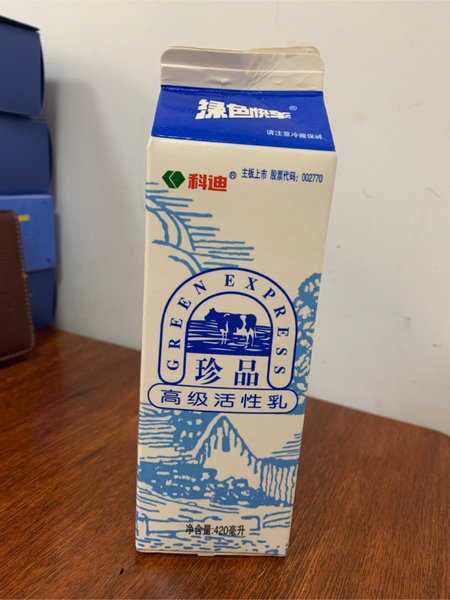 绿色快车®
请注意冷藏保鲜
科迪® 主板上市 股票代码：002770
GREEN EXPRESS
珍品
高级活性乳
净含量:420毫升